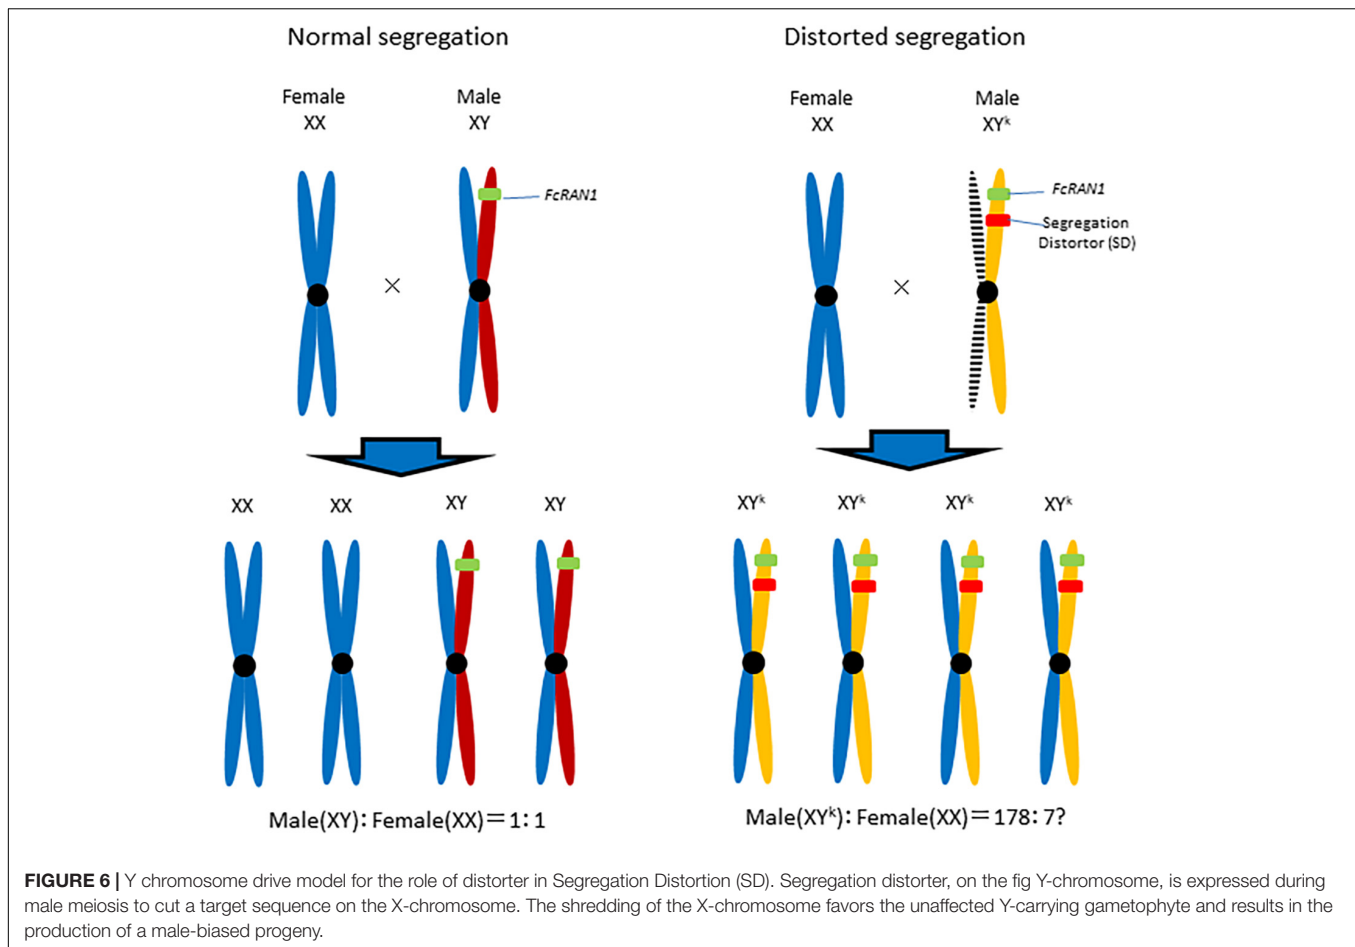 Normal segregation
Distorted segregation
Female
XX
Male
XY
Female
XX
Male
XYᵏ
FcRAN1
FcRAN1
Segregation
Distortor (SD)
×
×
XX
XX
XY
XY
XYᵏ
XYᵏ
XYᵏ
XYᵏ
Male(XY): Female(XX)=1:1
Male(XYᵏ): Female(XX)=178:7?
FIGURE 6 | Y chromosome drive model for the role of distorter in Segregation Distortion (SD). Segregation distorter, on the fig Y-chromosome, is expressed during
male meiosis to cut a target sequence on the X-chromosome. The shredding of the X-chromosome favors the unaffected Y-carrying gametophyte and results in the
production of a male-biased progeny.